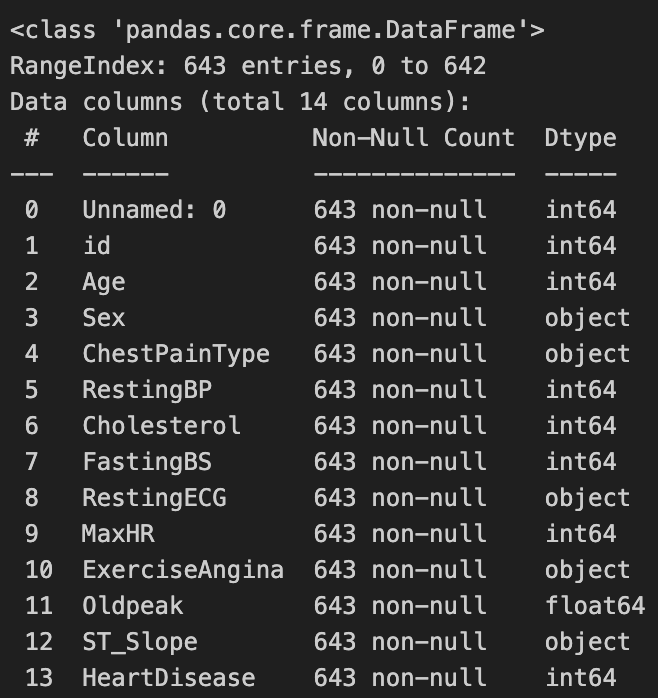 <class 'pandas.core.frame.DataFrame'>
RangeIndex: 643 entries, 0 to 642
Data columns (total 14 columns):
 #   Column          Non-Null Count  Dtype
---  ------          --------------  -----
 0   Unnamed: 0      643 non-null    int64
 1   id              643 non-null    int64
 2   Age             643 non-null    int64
 3   Sex             643 non-null    object
 4   ChestPainType   643 non-null    object
 5   RestingBP       643 non-null    int64
 6   Cholesterol     643 non-null    int64
 7   FastingBS       643 non-null    int64
 8   RestingECG      643 non-null    object
 9   MaxHR           643 non-null    int64
 10  ExerciseAngina  643 non-null    object
 11  Oldpeak         643 non-null    float64
 12  ST_Slope        643 non-null    object
 13  HeartDisease    643 non-null    int64